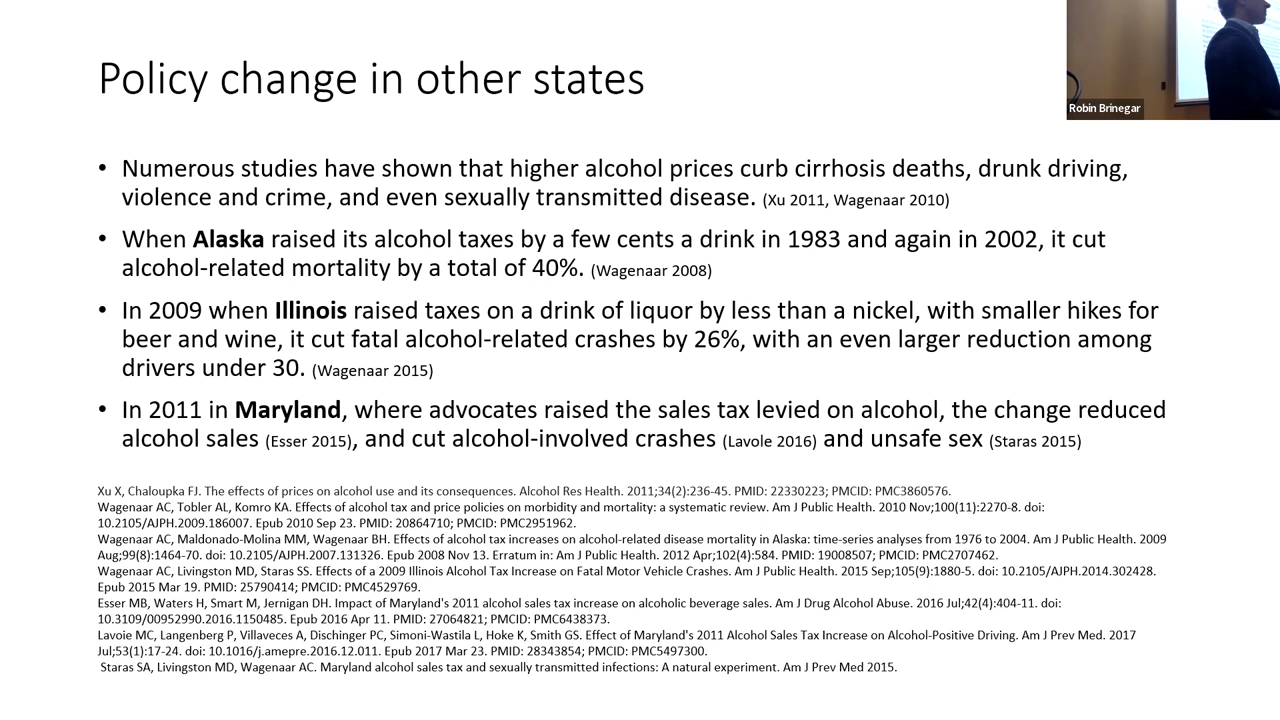 Policy change in other states
Robin Brinegar
• Numerous studies have shown that higher alcohol prices curb cirrhosis deaths, drunk driving,
violence and crime, and even sexually transmitted disease. (Xu 2011, Wagenaar 2010)
• When Alaska raised its alcohol taxes by a few cents a drink in 1983 and again in 2002, it cut
alcohol-related mortality by a total of 40%. (Wagenaar 2008)
• In 2009 when Illinois raised taxes on a drink of liquor by less than a nickel, with smaller hikes for
beer and wine, it cut fatal alcohol-related crashes by 26%, with an even larger reduction among
drivers under 30. (Wagenaar 2015)
• In 2011 in Maryland, where advocates raised the sales tax levied on alcohol, the change reduced
alcohol sales (Esser 2015), and cut alcohol-involved crashes (Lavole 2016) and unsafe sex (Staras 2015)
Xu X, Chaloupka FJ. The effects of prices on alcohol use and its consequences. Alcohol Res Health. 2011;34(2):236-45. PMID: 22330223; PMCID: PMC3860576.
Wagenaar AC, Tobler AL, Komro KA. Effects of alcohol tax and price policies on morbidity and mortality: a systematic review. Am J Public Health. 2010 Nov;100(11):2270-8. doi:
10.2105/AJPH.2009.186007. Epub 2010 Sep 23. PMID: 20864710; PMCID: PMC2951962.
Wagenaar AC, Maldonado-Molina MM, Wagenaar BH. Effects of alcohol tax increases on alcohol-related disease mortality in Alaska: time-series analyses from 1976 to 2004. Am J Public Health. 2009
Aug;99(8):1464-70. doi: 10.2105/AJPH.2007.131326. Epub 2008 Nov 13. Erratum in: Am J Public Health. 2012 Apr;102(4):584. PMID: 19008507; PMCID: PMC2707462.
Wagenaar AC, Livingston MD, Staras SS. Effects of a 2009 Illinois Alcohol Tax Increase on Fatal Motor Vehicle Crashes. Am J Public Health. 2015 Sep;105(9):1880-5. doi: 10.2105/AJPH.2014.302428.
Epub 2015 Mar 19. PMID: 25790414; PMCID: PMC4529769.
Esser MB, Waters H, Smart M, Jernigan DH. Impact of Maryland's 2011 alcohol sales tax increase on alcoholic beverage sales. Am J Drug Alcohol Abuse. 2016 Jul;42(4):404-11. doi:
10.3109/00952990.2016.1150485. Epub 2016 Apr 11. PMID: 27064821; PMCID: PMC6438373.
Lavoie MC, Langenberg P, Villaveces A, Dischinger PC, Simoni-Wastila L, Hoke K, Smith GS. Effect of Maryland's 2011 Alcohol Sales Tax Increase on Alcohol-Positive Driving. Am J Prev Med. 2017
Jul;53(1):17-24. doi: 10.1016/j.amepre.2016.12.011. Epub 2017 Mar 23. PMID: 28343854; PMCID: PMC5497300.
Staras SA, Livingston MD, Wagenaar AC. Maryland alcohol sales tax and sexually transmitted infections: A natural experiment. Am J Prev Med 2015.